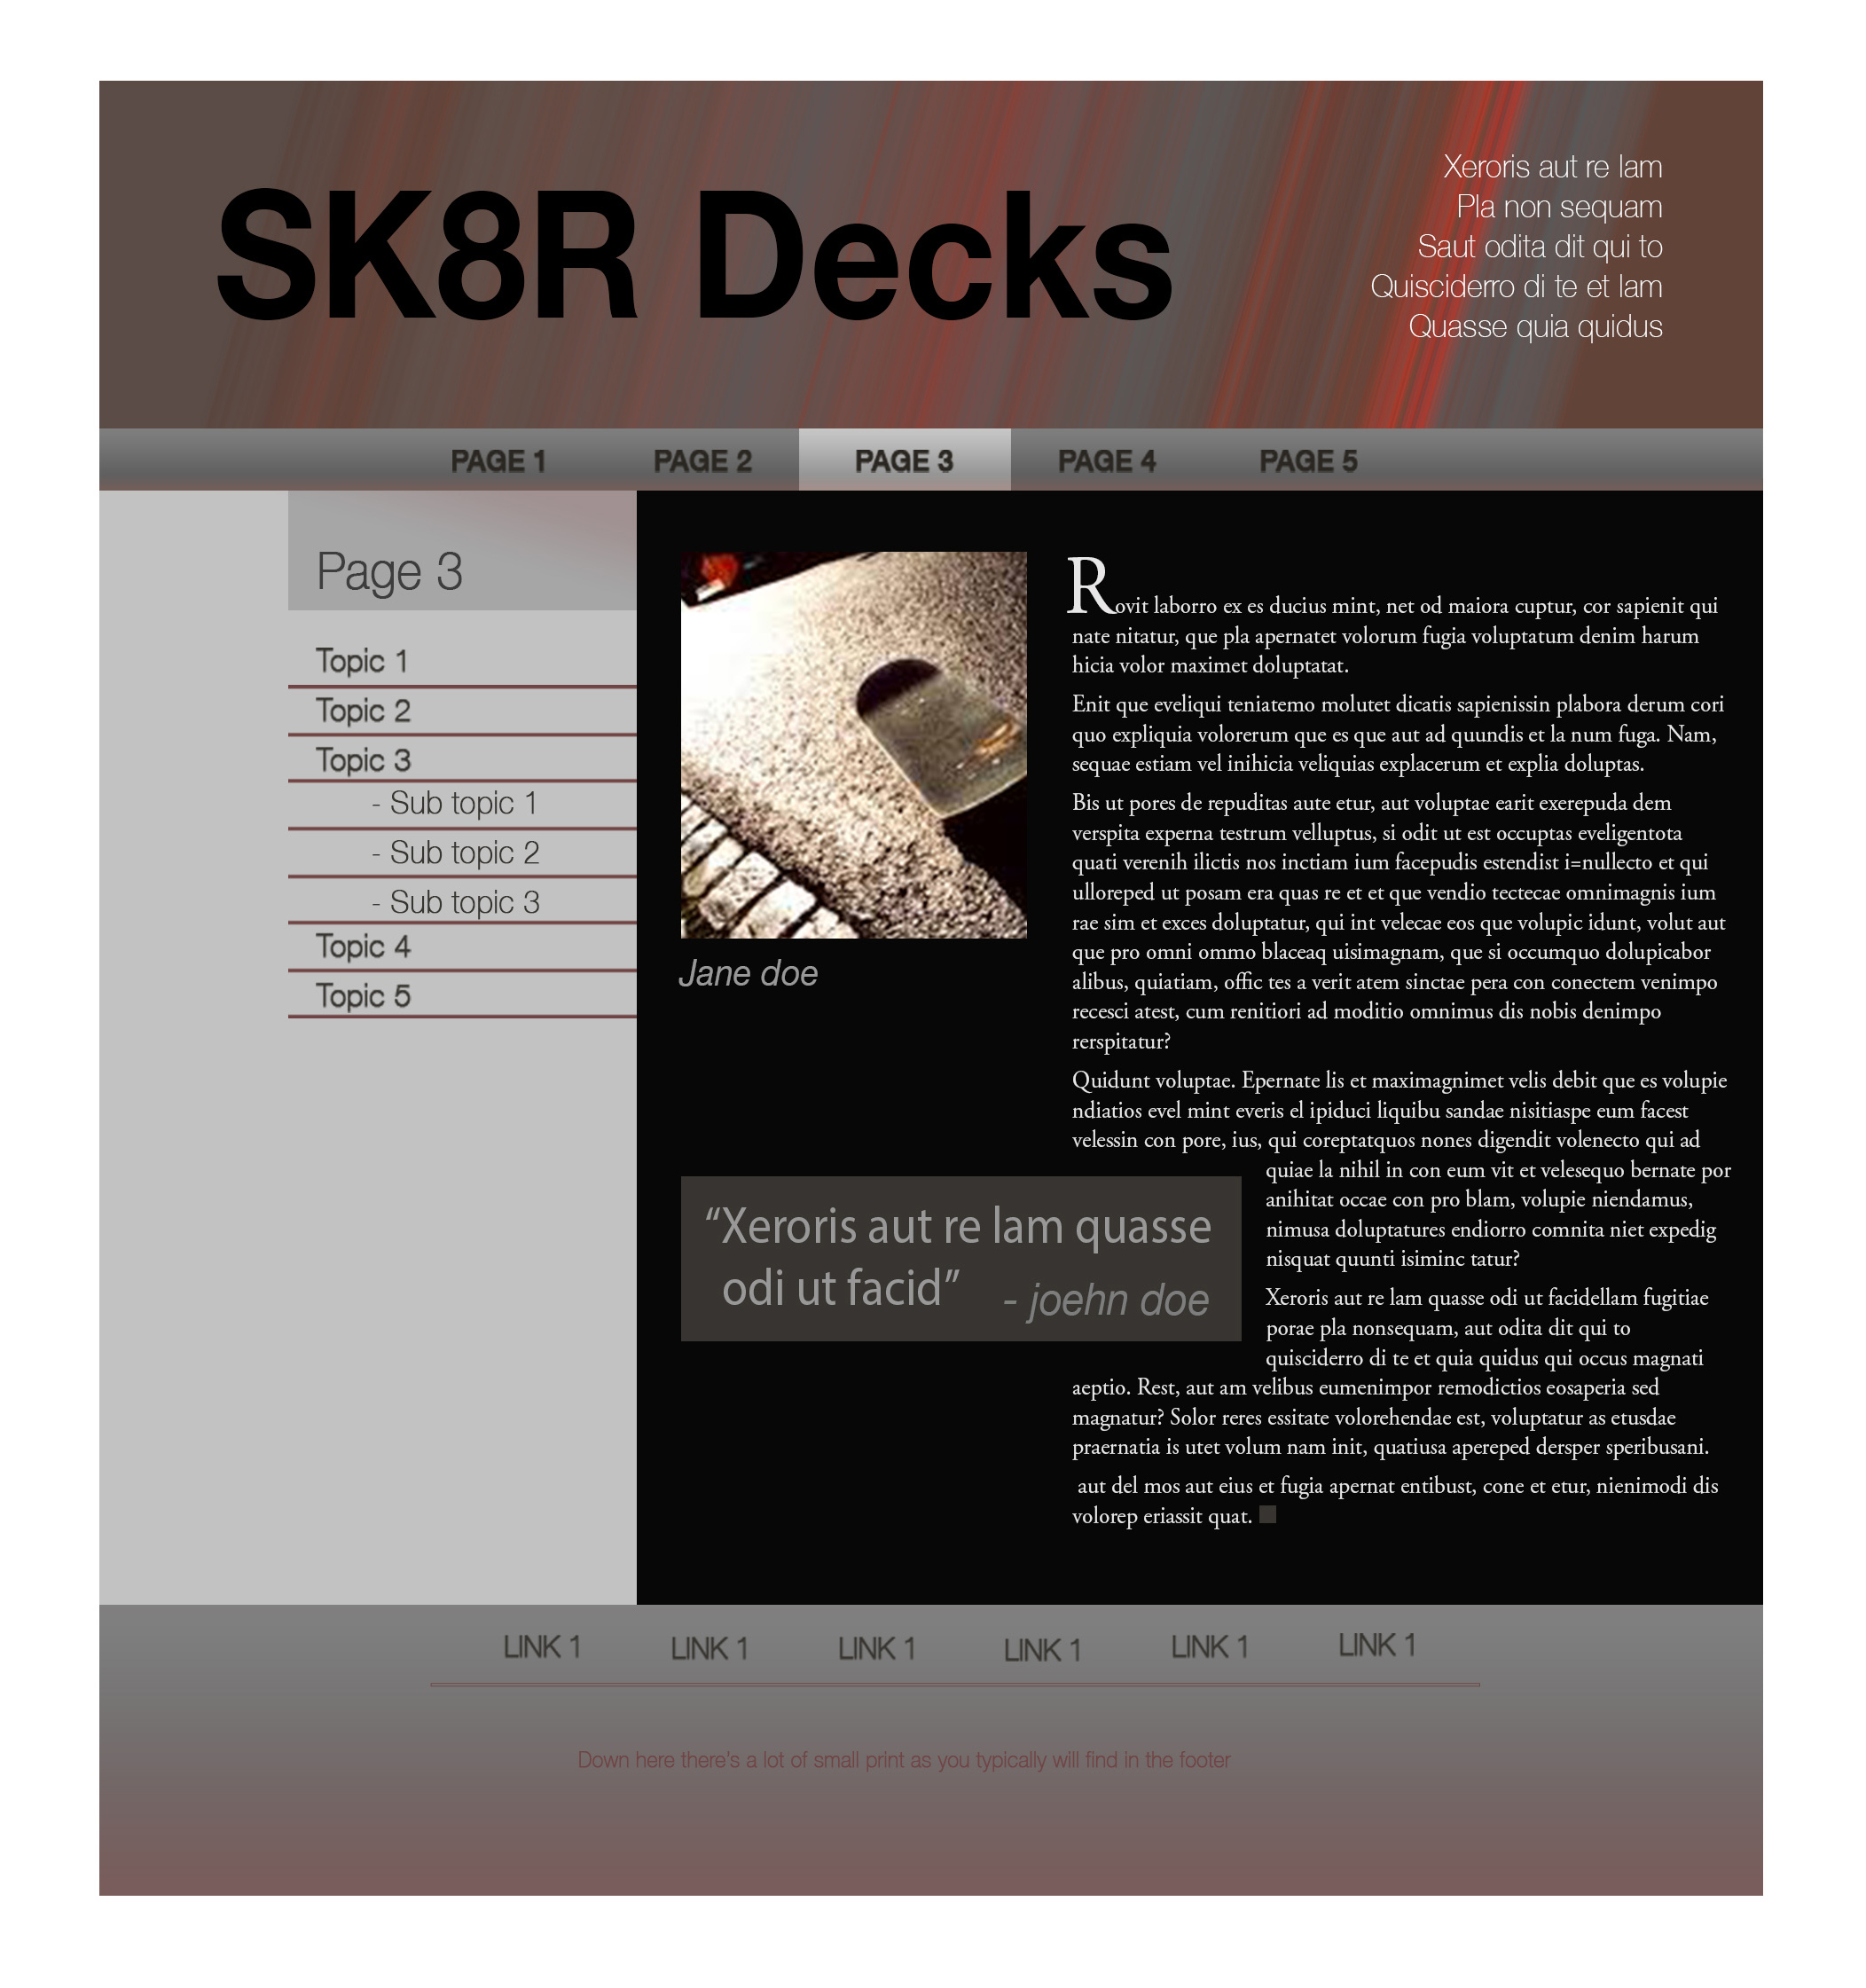 SK8R Decks
Xeroris aut re lam
Pla non sequam
Saut odita dit qui to
Quisciderro di te et lam
Quasse quia quidus
PAGE 1 PAGE 2 PAGE 3 PAGE 4 PAGE 5
Page 3
Topic 1
Topic 2
Topic 3
- Sub topic 1
- Sub topic 2
- Sub topic 3
Topic 4
Topic 5
Jane doe
Rovit laborro ex es ducius mint, net od maiora cuptur, cor sapienit qui
nate nitatur, que pla apernatet volorum fugia voluptatum denim harum
hicia volor maximet doluptatat.
Enit que eveliqui teniatemo molutet dicatis sapienissin plabora derum cori
quo expliquia volorerum que es que aut ad quundis et la num fuga. Nam,
sequae estiam vel inihicia veliquias explacerum et explia doluptas.
Bis ut pores de repuditas aute etur, aut voluptae earit exerepuda dem
verspita experna testrum velluptus, si odit ut est occuptas eveligentota
quati verenih ilictis nos inctiam ium facepudis estendist i=nullecto et qui
ulloreped ut posam era quas re et et que vendio tectecae omnimagnis ium
rae sim et exces doluptatur, qui int velecae eos que volupic idunt, volut aut
que pro omni ommo blaceaq uisimagnam, que si occumquo dolupicabor
alibus, quiatiam, offic tes a verit atem sinctae pera con conectem venimpo
recesci atest, cum renitiori ad moditio omnimus dis nobis denimpo
rerspitatur?
Quidunt voluptae. Epernate lis et maximagnimet velis debit que es volupie
ndiatios evel mint everis el ipiduci liquibu sandae nisitiaspe eum facest
velessin con pore, ius, qui coreptatquos nones digendit volenecto qui ad
quiae la nihil in con eum vit et velesequo bernate por
anihitat occae con pro blam, volupie niendamus,
nimusa doluptatures endiorro comnita niet expedig
nisquat quunti isiminc tatur?
Xeroris aut re lam quasse odi ut facidellam fugitiae
porae pla nonsequam, aut odita dit qui to
quisciderro di te et quia quidus qui occus magnati
aeptio. Rest, aut am velibus eumenimpor remodictios eosaperia sed
magnatur? Solor reres essitate volorehendae est, voluptatur as etusdae
praernatia is utet volum nam init, quatiusa apereped dersper speribusani.
aut del mos aut eius et fugia apernat entibust, cone et etur, nienimodi dis
volorep eriassit quat.
“Xeroris aut re lam quasse
odi ut facid” - joehn doe
LINK 1 LINK 1 LINK 1 LINK 1 LINK 1 LINK 1
Down here there's a lot of small print as you typically will find in the footer